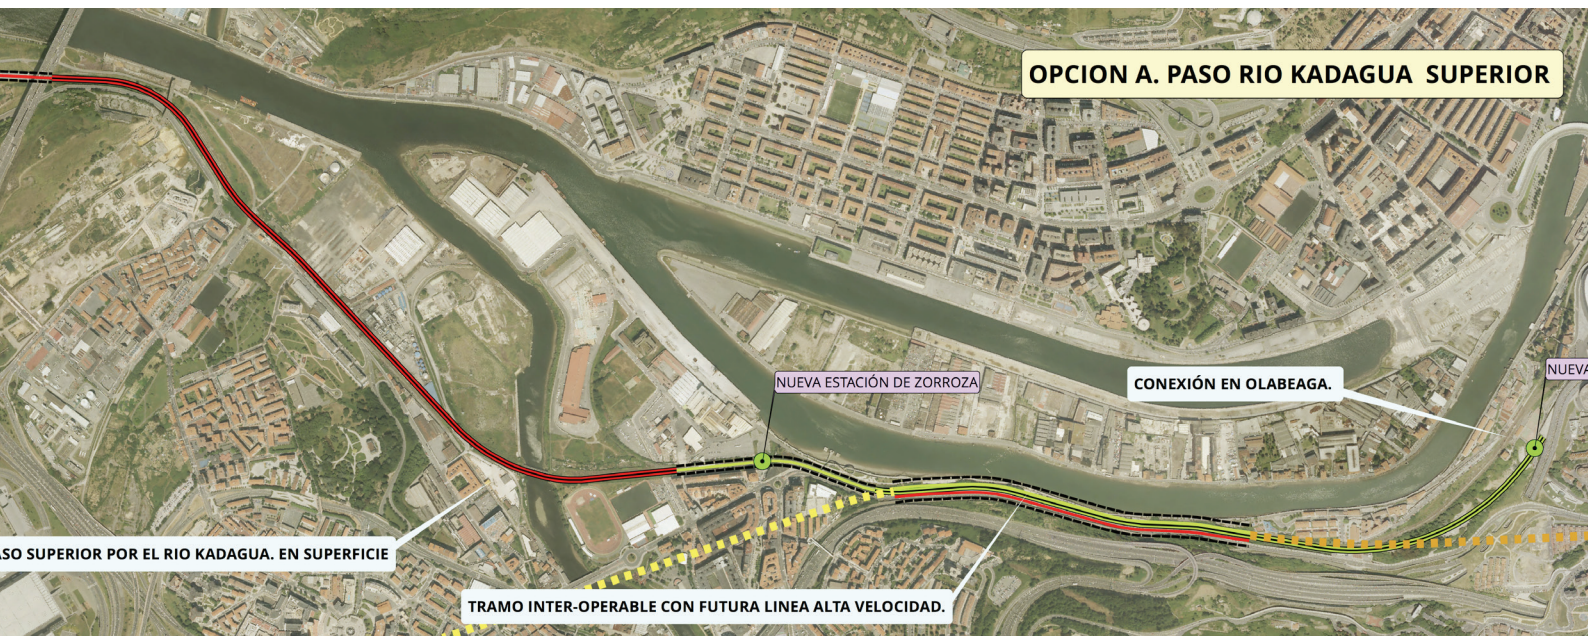 OPCION A. PASO RIO KADAGUA SUPERIOR
NUEVA ESTACIÓN DE ZORROZA
CONEXIÓN EN OLABEAGA.
NUEVA
ASO SUPERIOR POR EL RIO KADAGUA. EN SUPERFICIE
TRAMO INTER-OPERABLE CON FUTURA LINEA ALTA VELOCIDAD.